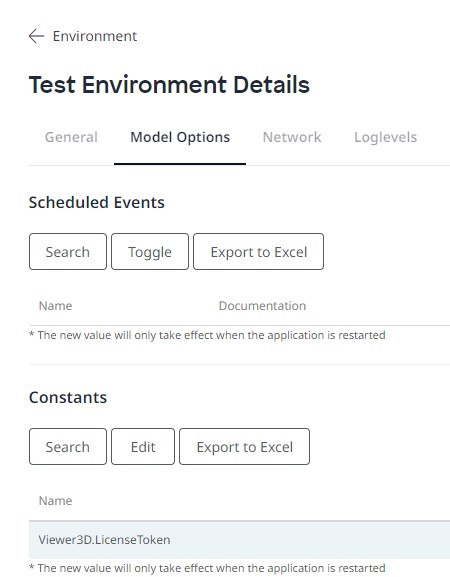 Environment
Test Environment Details
General Model Options Network Loglevels
Scheduled Events
Search Toggle Export to Excel
Name Documentation
* The new value will only take effect when the application is restarted
Constants
Search Edit Export to Excel
Name
Viewer3D.LicenseToken
* The new value will only take effect when the application is restarted